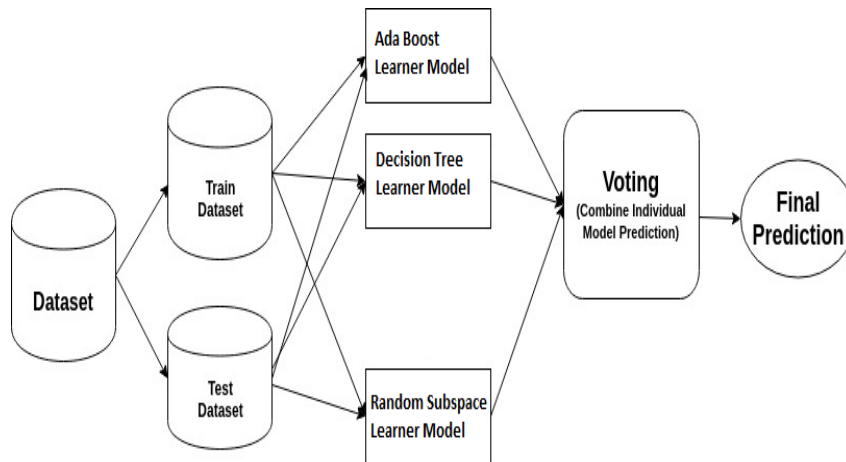 Dataset
Train
Dataset
Test
Dataset
Ada Boost
Learner Model
Decision Tree
Learner Model
Random Subspace
Learner Model
Voting
(Combine Individual
Model Prediction)
Final
Prediction